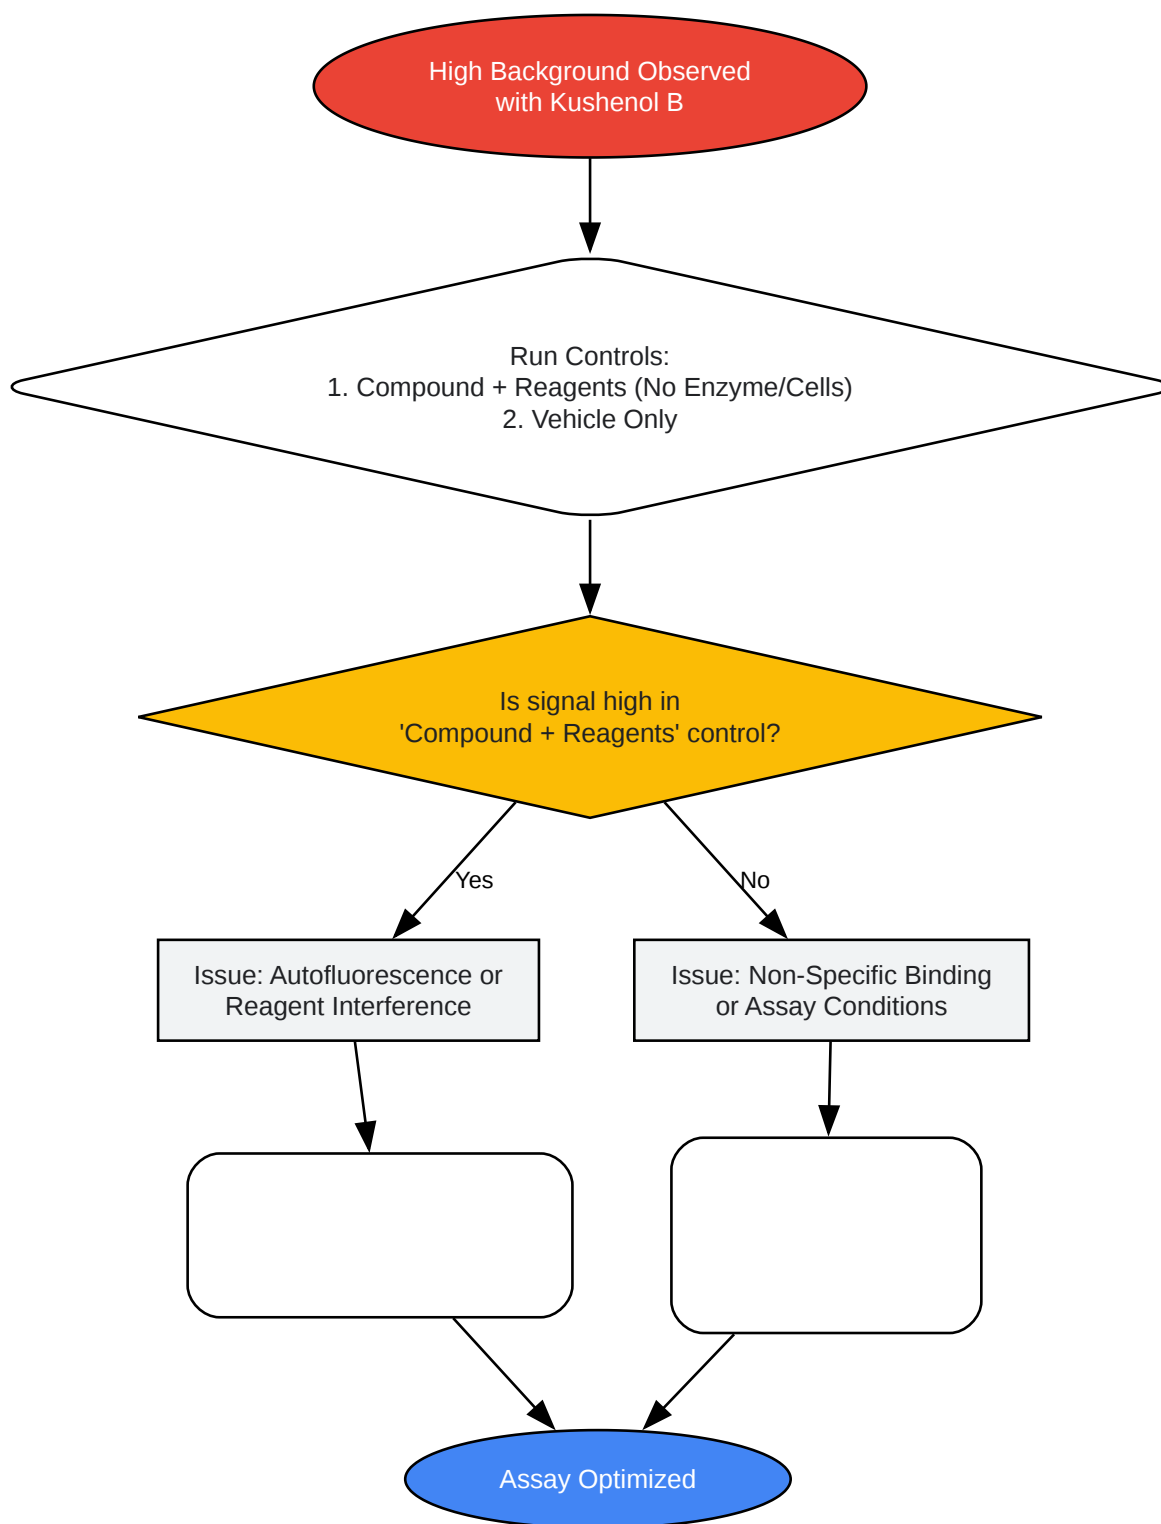 High Background Observed
with Kushenol B
Run Controls:
1. Compound + Reagents (No Enzyme/Cells)
2. Vehicle Only
Is signal high in
'Compound + Reagents' control?
Yes
No
Issue: Autofluorescence or
Reagent Interference
Issue: Non-Specific Binding
or Assay Conditions
Assay Optimized